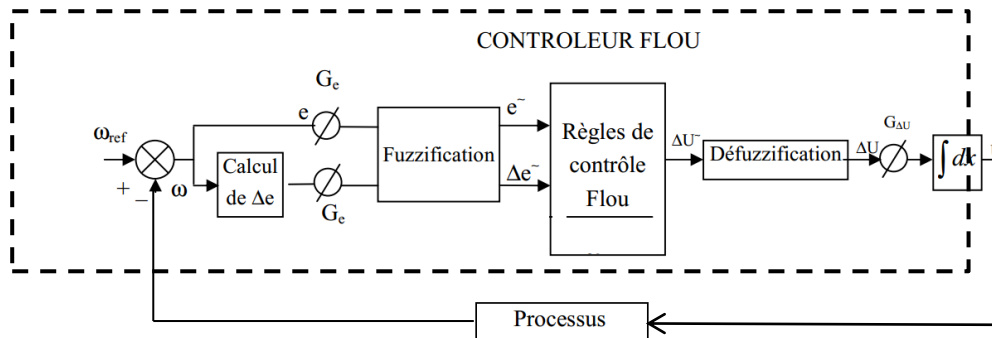 CONTROLEUR FLOU
Ge
e
ωref
+
−
ω
Calcul
de Δe
Ge
Fuzzification
e~
Δe~
Règles de
contrôle
Flou
ΔU~
Défuzzification
ΔU
GΔU
∫dx
Processus